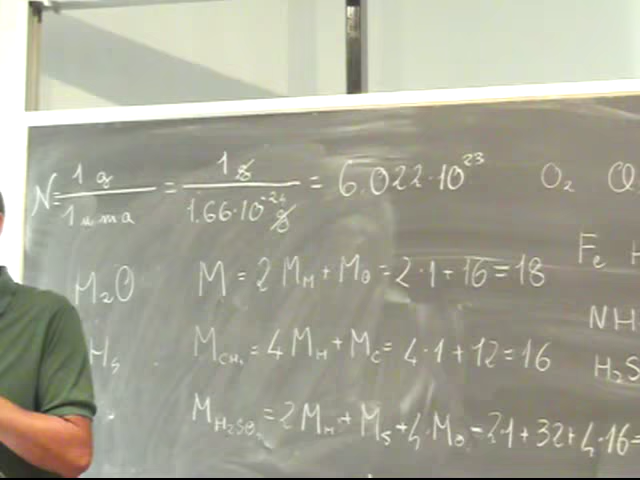 N = 1 g / 1 uma = 1 g / 1.66·10⁻²⁴ g = 6.022·10²³ O₂
Fe
H₂O M = 2 M_H + M_O = 2·1+16=18
NH
M_CH₄ = 4 M_H + M_C = 4·1+12=16
H₂S
M_H₂SO₄ = 2 M_H + M_S + 4·M_O = 2·1+32+4·16=